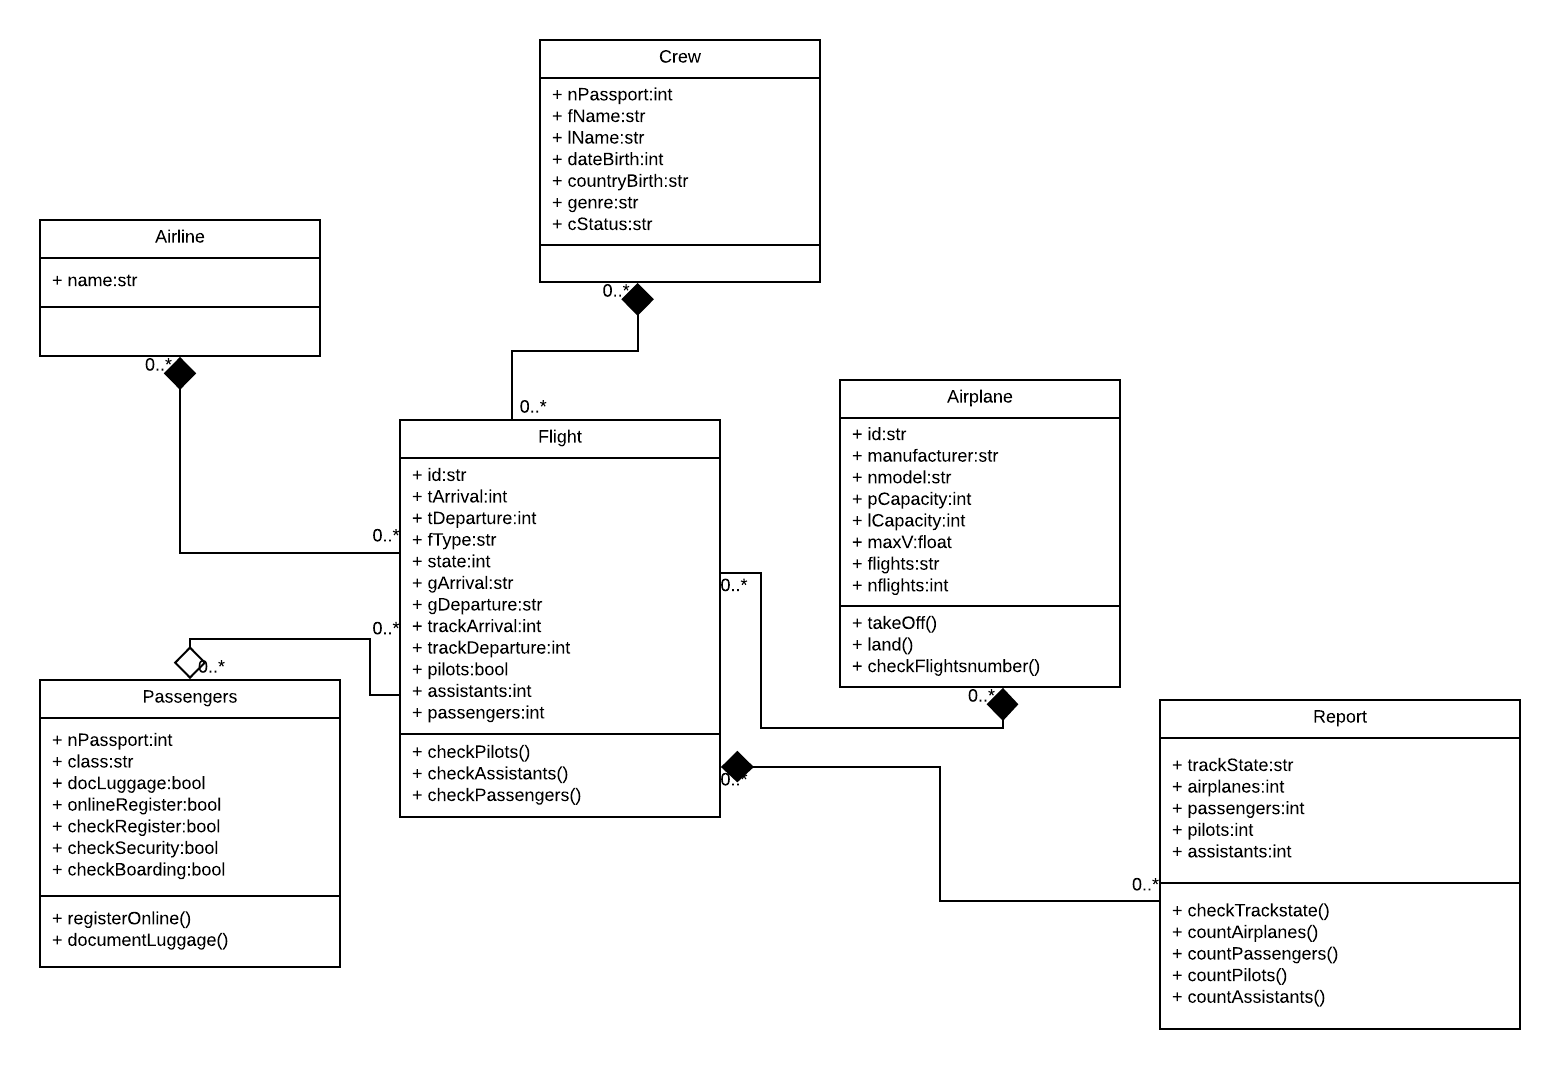 Crew
+ nPassport:int
+ fName:str
+ lName:str
+ dateBirth:int
+ countryBirth:str
+ genre:str
+ cStatus:str
0..*
0..*
Airline
+ name:str
0..*
0..*
Flight
+ id:str
+ tArrival:int
+ tDeparture:int
+ fType:str
+ state:int
+ gArrival:str
+ gDeparture:str
+ trackArrival:int
+ trackDeparture:int
+ pilots:bool
+ assistants:int
+ passengers:int
+ checkPilots()
+ checkAssistants()
+ checkPassengers()
0..*
0..*
Airplane
+ id:str
+ manufacturer:str
+ nmodel:str
+ pCapacity:int
+ lCapacity:int
+ maxV:float
+ flights:str
+ nflights:int
+ takeOff()
+ land()
+ checkFlightsnumber()
0..*
0..*
0..*
Passengers
+ nPassport:int
+ class:str
+ docLuggage:bool
+ onlineRegister:bool
+ checkRegister:bool
+ checkSecurity:bool
+ checkBoarding:bool
+ registerOnline()
+ documentLuggage()
0..*
Report
+ trackState:str
+ airplanes:int
+ passengers:int
+ pilots:int
+ assistants:int
+ checkTrackstate()
+ countAirplanes()
+ countPassengers()
+ countPilots()
+ countAssistants()